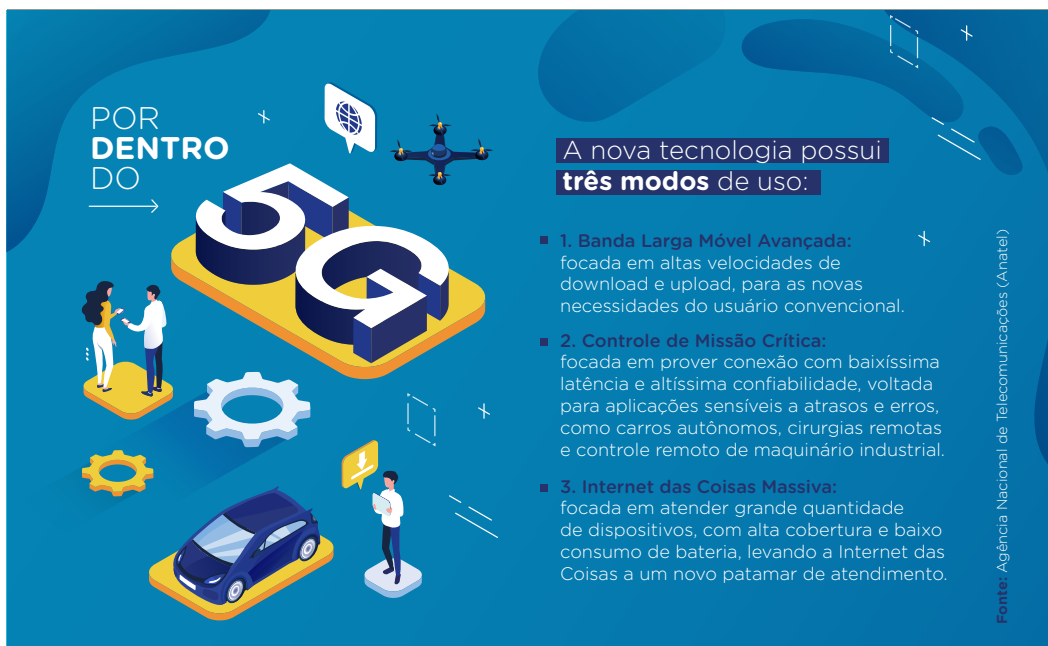 POR
DENTRO
DO
5G
A nova tecnologia possui
três modos de uso:
1. Banda Larga Móvel Avançada:
focada em altas velocidades de
download e upload, para as novas
necessidades do usuário convencional.
2. Controle de Missão Crítica:
focada em prover conexão com baixíssima
latência e altíssima confiabilidade, voltada
para aplicações sensíveis a atrasos e erros,
como carros autônomos, cirurgias remotas
e controle remoto de maquinário industrial.
3. Internet das Coisas Massiva:
focada em atender grande quantidade
de dispositivos, com alta cobertura e baixo
consumo de bateria, levando a Internet das
Coisas a um novo patamar de atendimento.
Fonte: Agência Nacional de Telecomunicações (Anatel)